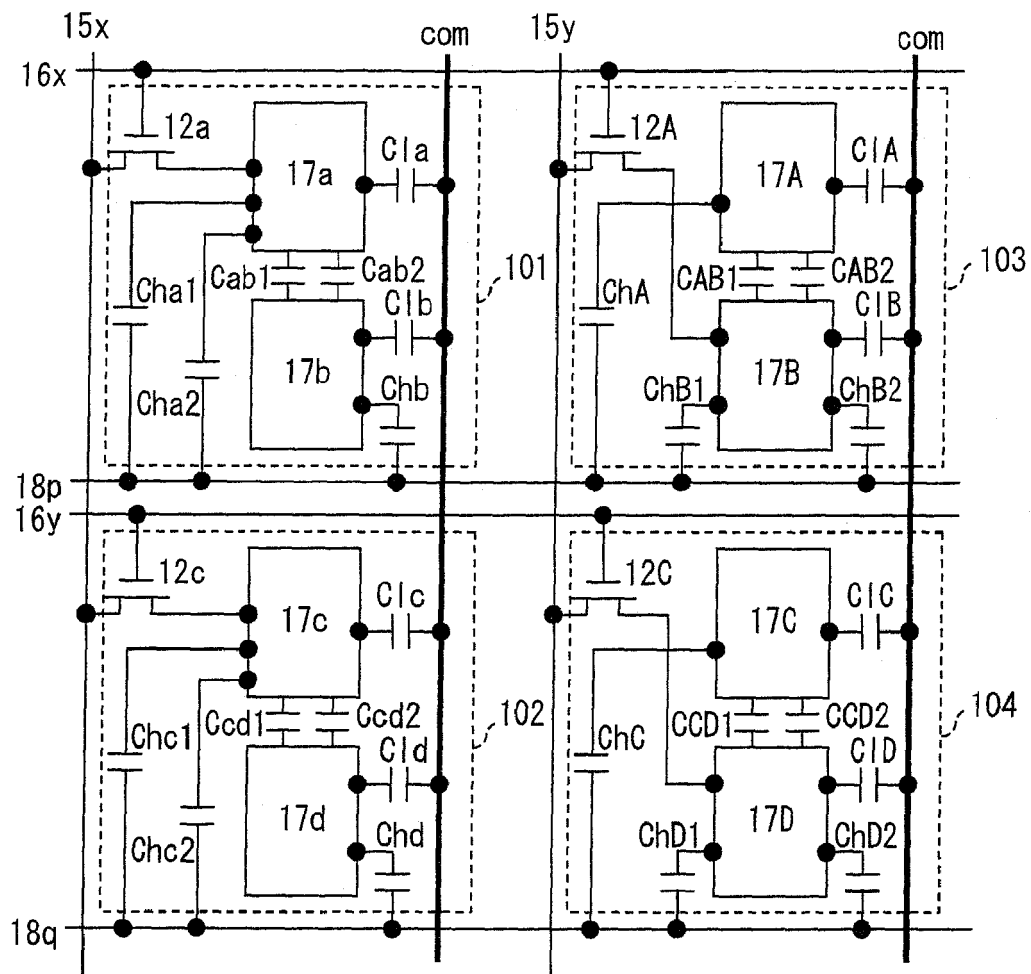 15x com 15y com
16x
12a 17a Cla 12A 17A ClA
Cab1 Cab2 101 CAB1 CAB2 103
Cha1 Clb ChA ClB
17b 17B
Cha2 Chb ChB1 ChB2
18p
16y
12c 17c Clc 12C 17C ClC
Ccd1 Ccd2 102 CCD1 CCD2 104
Chc1 Cld ChC ClD
17d 17D
Chc2 Chd ChD1 ChD2
18q